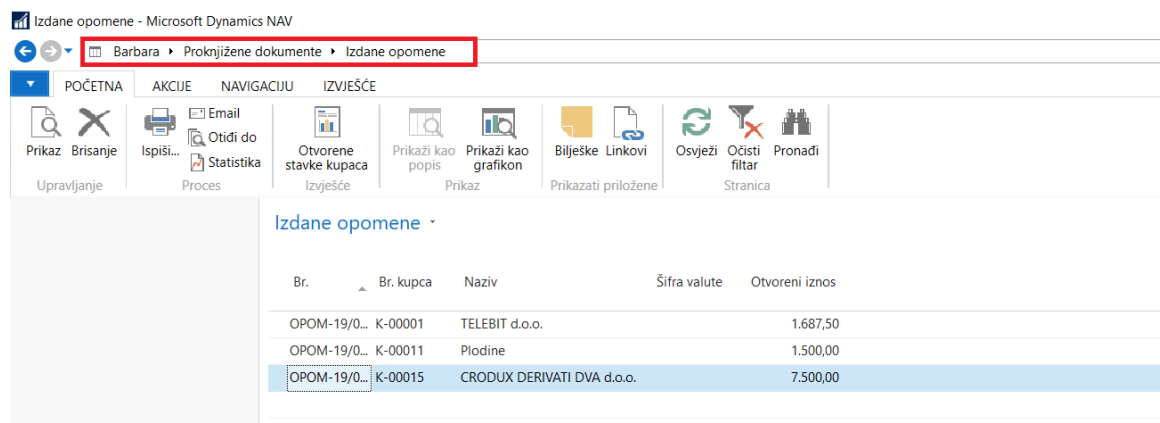 Izdane opomene - Microsoft Dynamics NAV
Barbara ▸ Proknjižene dokumente ▸ Izdane opomene
POČETNA AKCIJE NAVIGACIJU IZVJEŠĆE
Prikaz Brisanje
Upravljanje
Ispiši...
Email
Otiđi do
Statistika
Proces
Otvorene
stavke kupaca
Izvješće
Prikaži kao
popis
Prikaži kao
grafikon
Prikaz
Bilješke Linkovi
Prikazati priložene
Osvježi
Očisti
filtar
Pronađi
Stranica
Izdane opomene
Br. Br. kupca Naziv Šifra valute Otvoreni iznos
OPOM-19/0... K-00001 TELEBIT d.o.o. 1.687,50
OPOM-19/0... K-00011 Plodine 1.500,00
OPOM-19/0... K-00015 CRODUX DERIVATI DVA d.o.o. 7.500,00